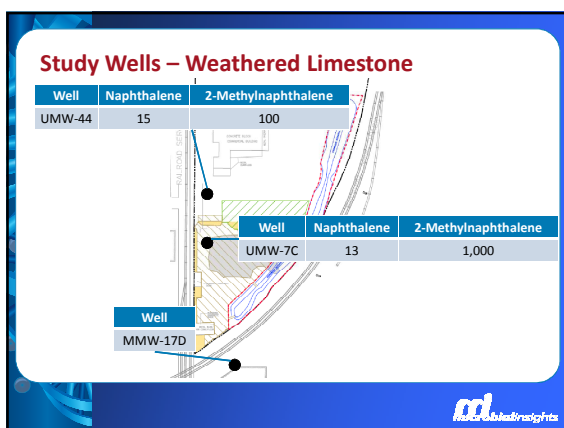 Study Wells – Weathered Limestone
Well Naphthalene 2-Methylnaphthalene
UMW-44 15 100
Well Naphthalene 2-Methylnaphthalene
UMW-7C 13 1,000
Well
MMW-17D
microbialinsights